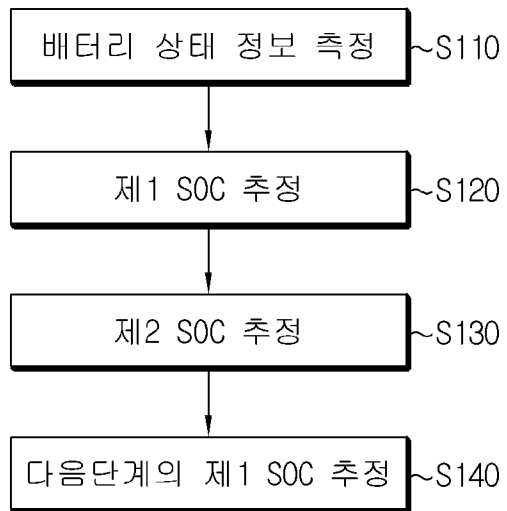 배터리 상태 정보 측정 ~S110
제1 SOC 추정 ~S120
제2 SOC 추정 ~S130
다음단계의 제1 SOC 추정 ~S140